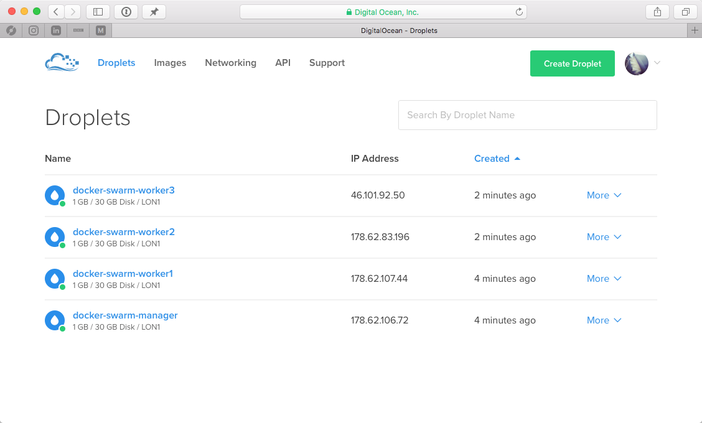 Digital Ocean, Inc.
DigitalOcean - Droplets
Droplets Images Networking API Support Create Droplet
Droplets
Search By Droplet Name
Name IP Address Created
docker-swarm-worker3 46.101.92.50 2 minutes ago More
1 GB / 30 GB Disk / LON1
docker-swarm-worker2 178.62.83.196 2 minutes ago More
1 GB / 30 GB Disk / LON1
docker-swarm-worker1 178.62.107.44 4 minutes ago More
1 GB / 30 GB Disk / LON1
docker-swarm-manager 178.62.106.72 4 minutes ago More
1 GB / 30 GB Disk / LON1